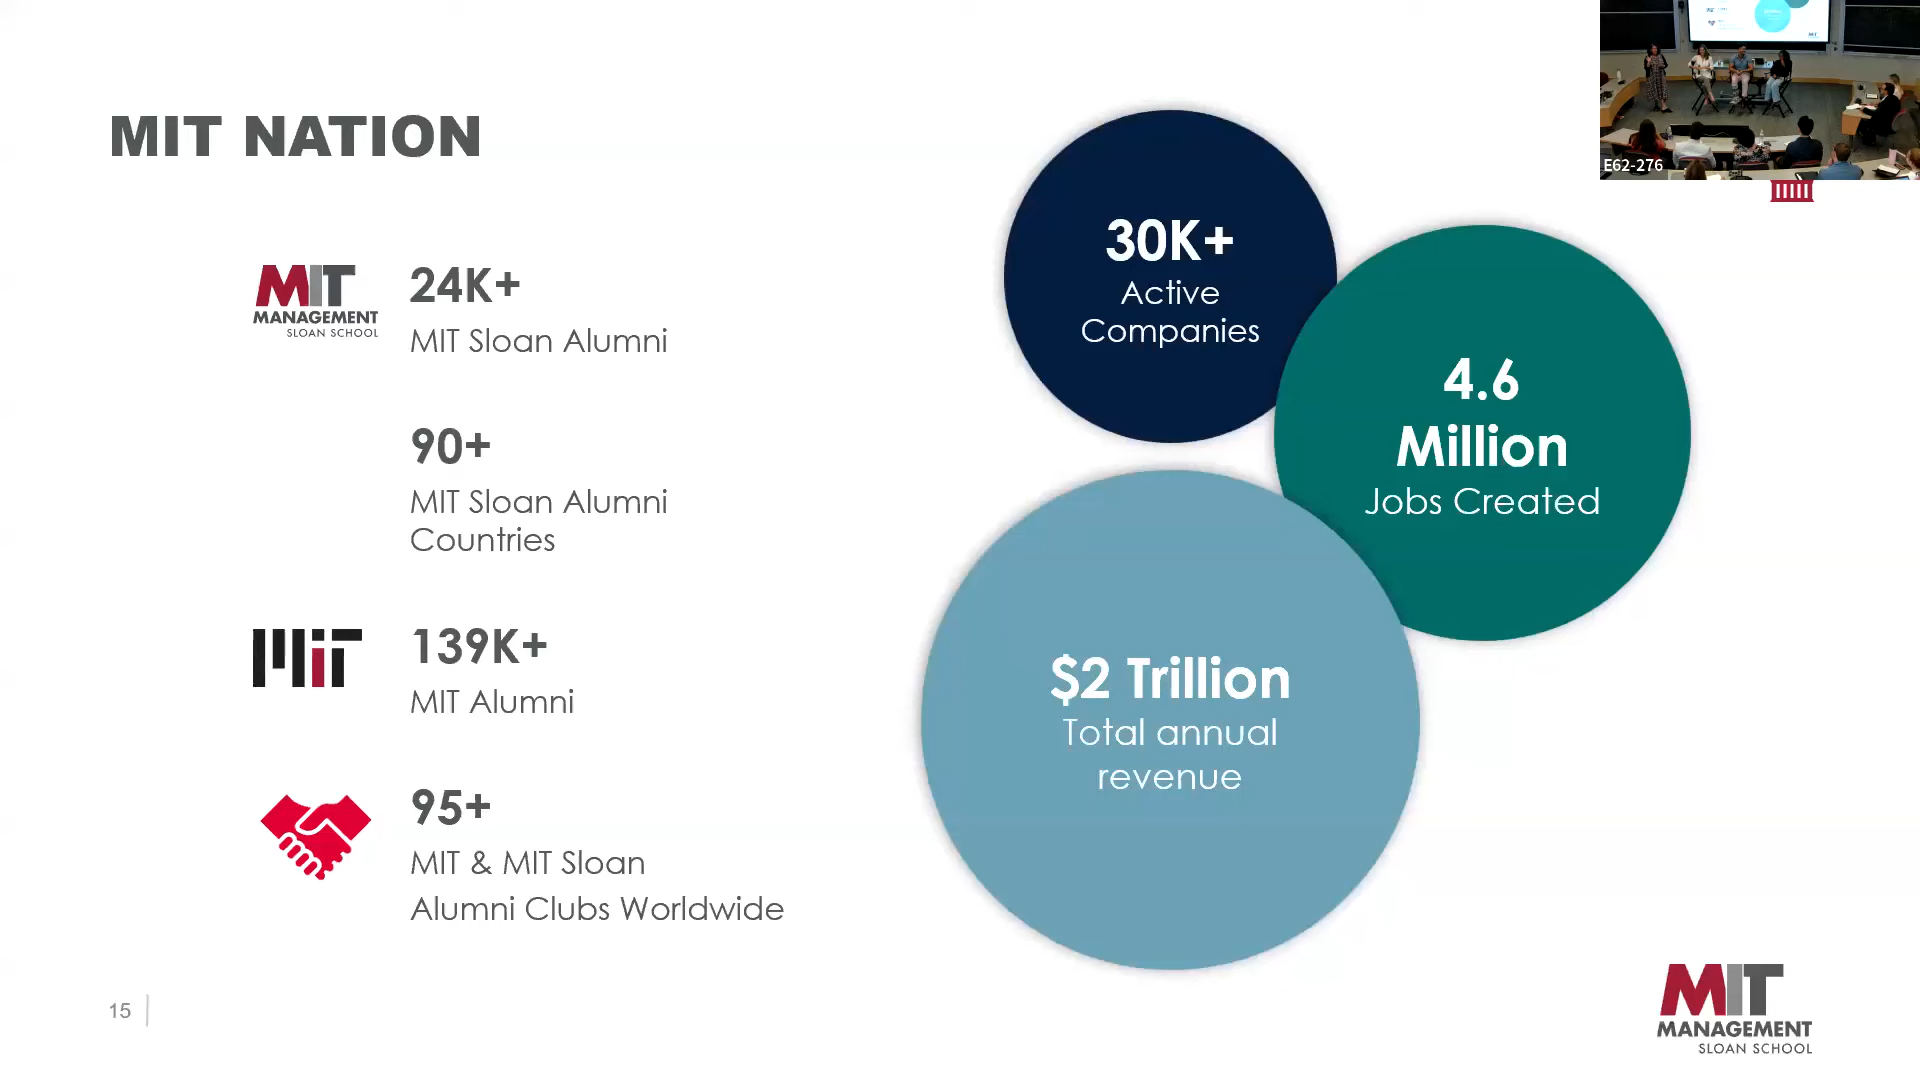 MIT NATION
MIT
MANAGEMENT
SLOAN SCHOOL
24K+
MIT Sloan Alumni
90+
MIT Sloan Alumni
Countries
MIT
139K+
MIT Alumni
95+
MIT & MIT Sloan
Alumni Clubs Worldwide
30K+
Active
Companies
4.6
Million
Jobs Created
$2 Trillion
Total annual
revenue
E62-276
15
MIT
MANAGEMENT
SLOAN SCHOOL